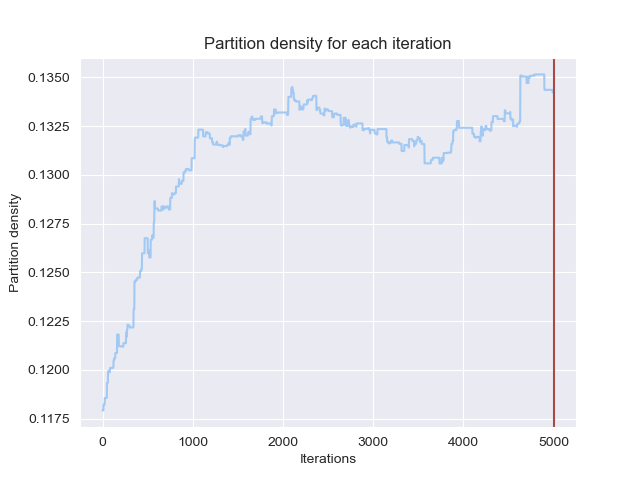 Partition density for each iteration
0.1350
0.1325
0.1300
0.1275
0.1250
0.1225
0.1200
0.1175
Partition density
0 1000 2000 3000 4000 5000
Iterations